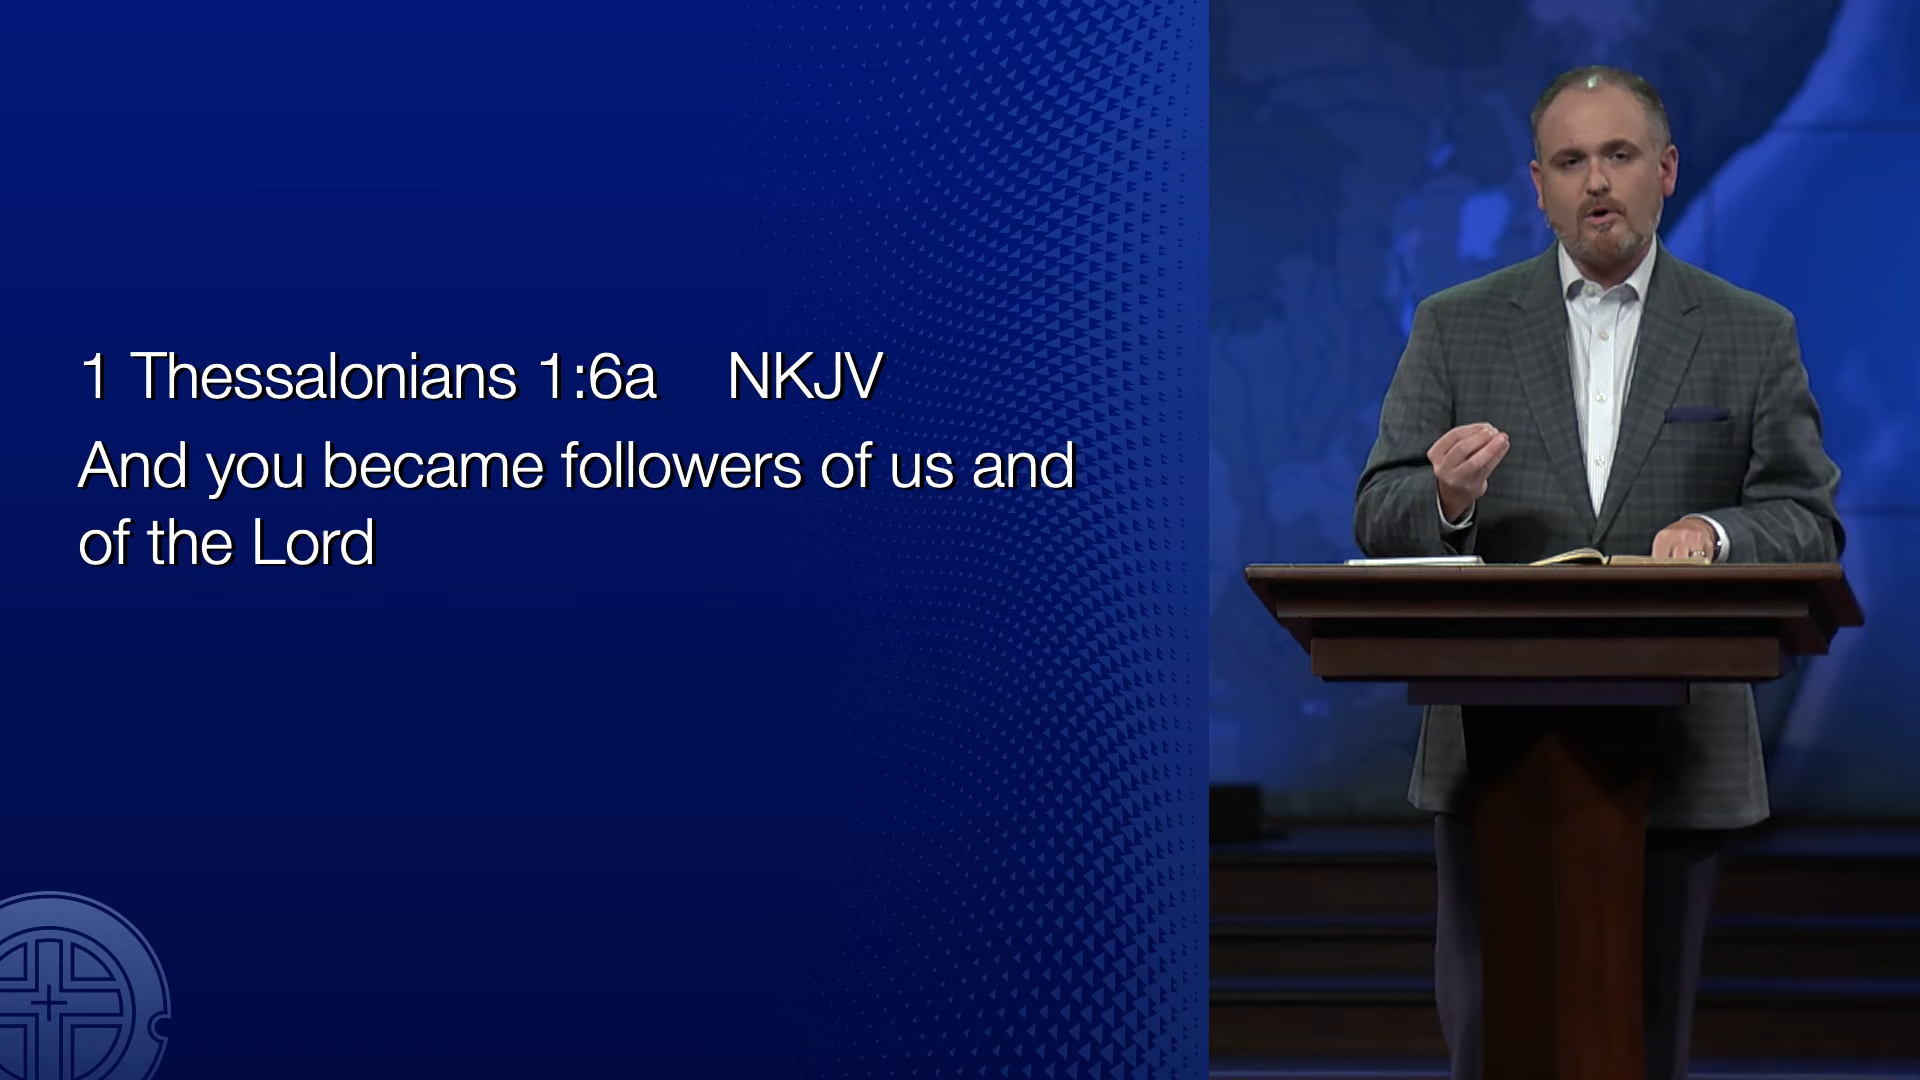 1 Thessalonians 1:6a NKJV
And you became followers of us and
of the Lord